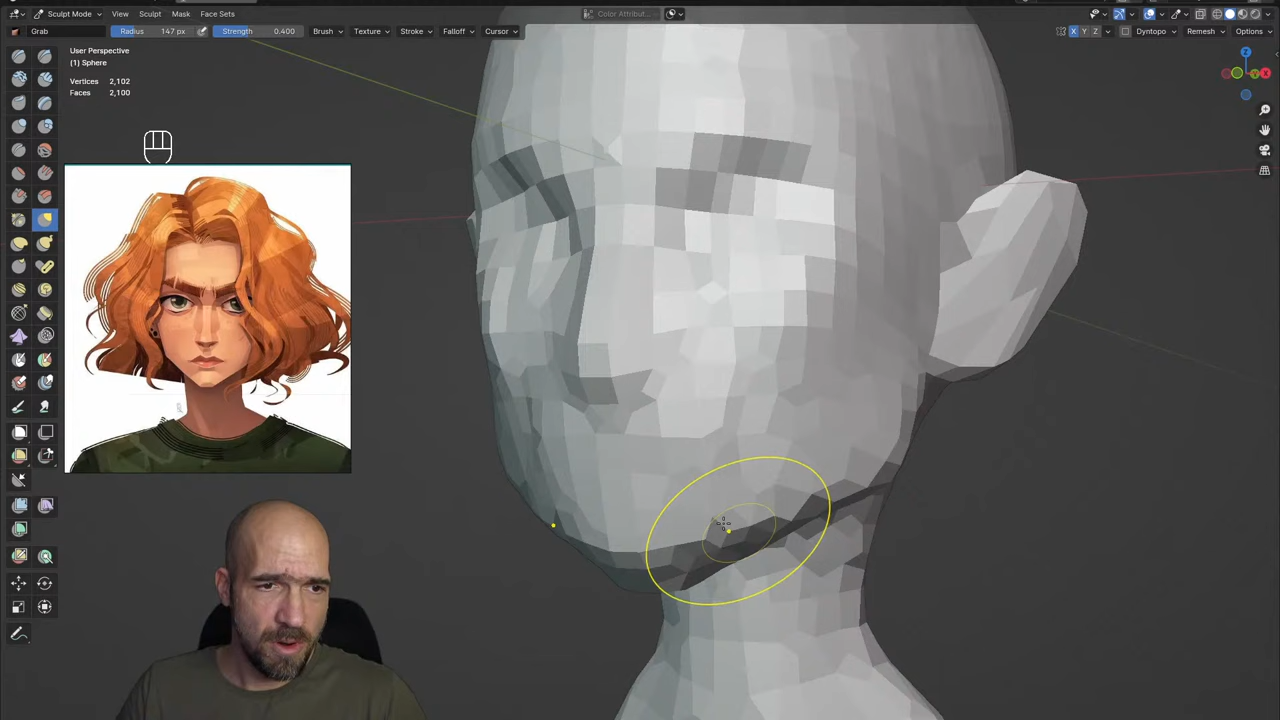 Sculpt Mode View Sculpt Mask Face Sets Color Attribut...
Grab Radius 147 px Strength 0.400 Brush Texture Stroke Falloff Cursor X Y Z Dyntopo Remesh Options
User Perspective
(1) Sphere
Vertices 2,102
Faces 2,100
Z
Y
X